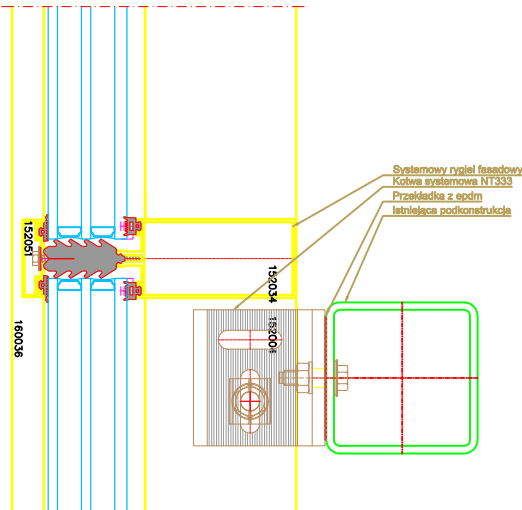 Systemowy rygiel fasadowy
Kotwa systemowa NT333
Przekładka z epdm
Istniejąca podkonstrukcja
152051
152034
152004
160036